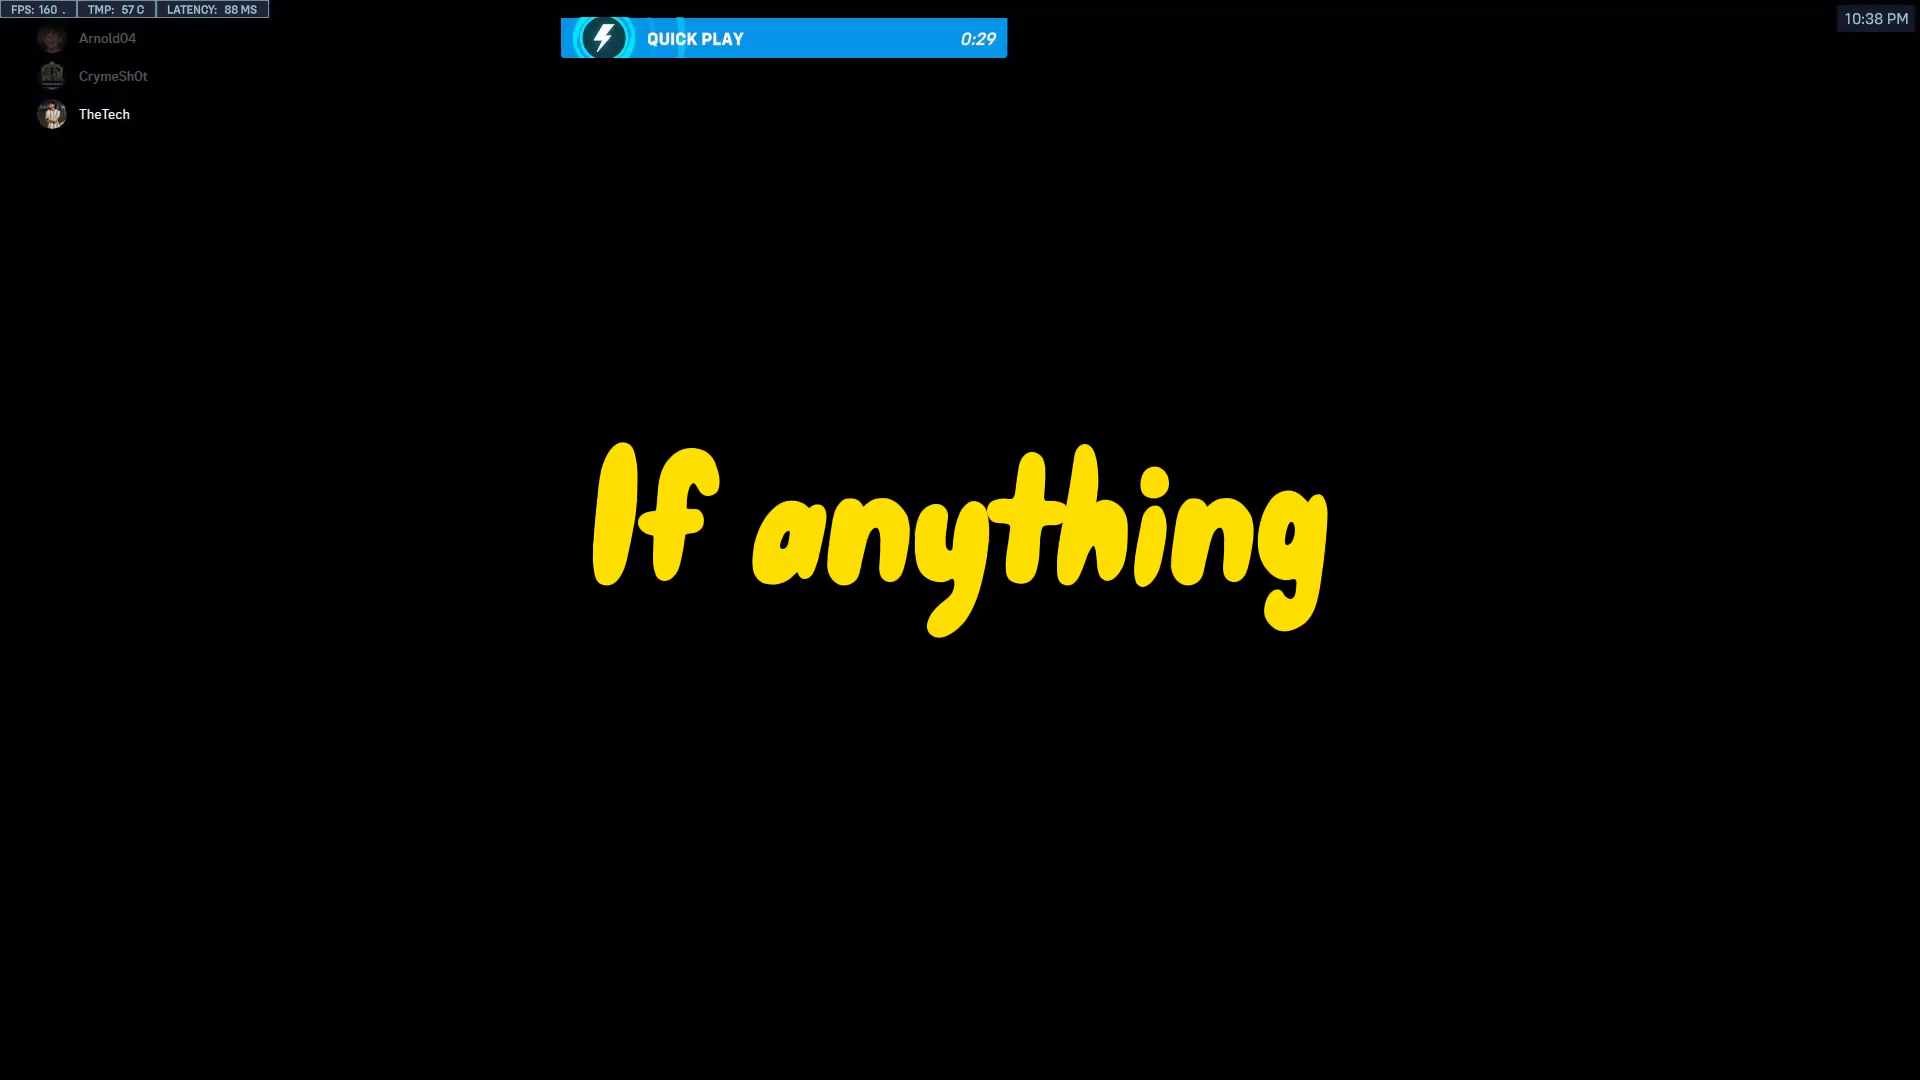 FPS: 160 . TMP: 57 C LATENCY: 88 MS
10:38 PM
QUICK PLAY 0:29
Arnold04
CrymeSh0t
TheTech
If anything